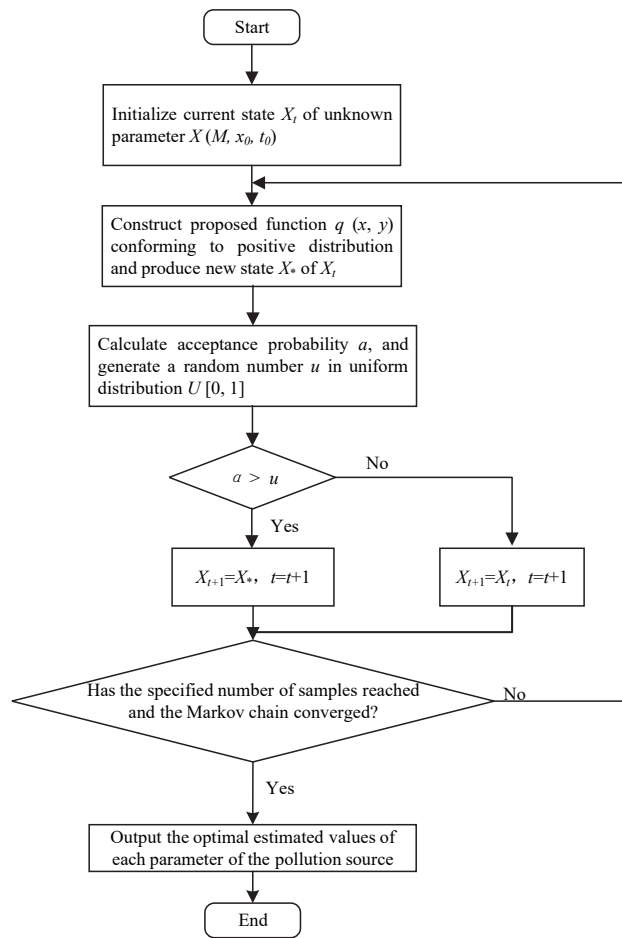 Start
Initialize current state Xₜ of unknown
parameter X (M, x₀, t₀)
Construct proposed function q (x, y)
conforming to positive distribution
and produce new state X* of Xₜ
Calculate acceptance probability a, and
generate a random number u in uniform
distribution U [0, 1]
α > u
No
Yes
Xₜ₊₁=X*, t=t+1
Xₜ₊₁=Xₜ, t=t+1
Has the specified number of samples reached
and the Markov chain converged?
No
Yes
Output the optimal estimated values of
each parameter of the pollution source
End